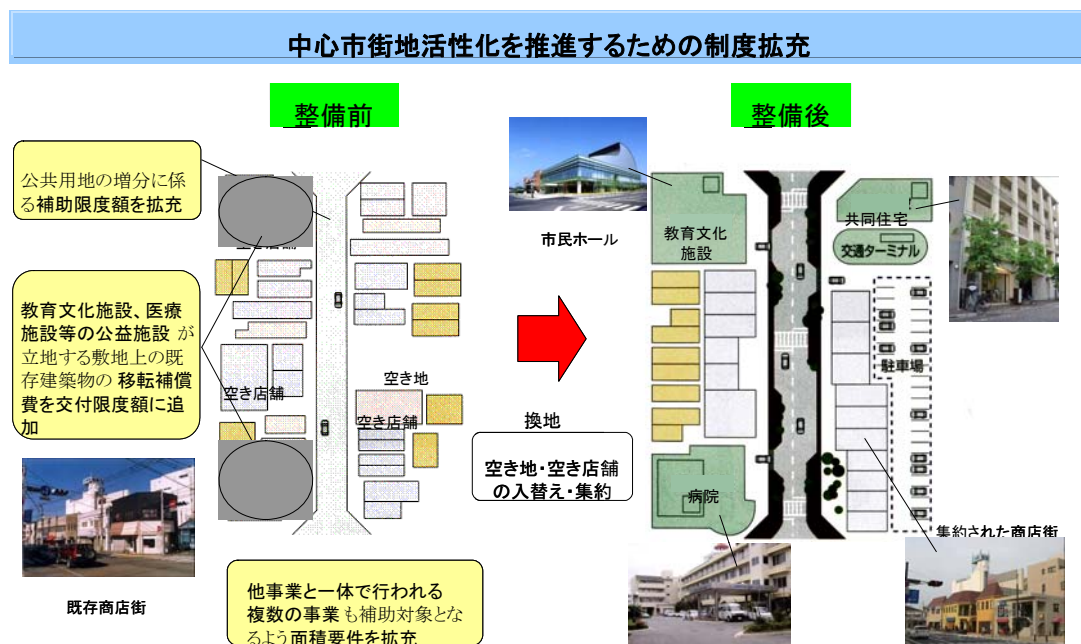 中心市街地活性化を推進するための制度拡充
整備前
公共用地の増分に係
る補助限度額を拡充
教育文化施設、医療
施設等の公益施設 が
立地する敷地上の既
存建築物の 移転補償
費を交付限度額に追
加
空き店舗
空き店舗
空き地
空き店舗
既存商店街
他事業と一体で行われる
複数の事業 も補助対象とな
るよう面積要件を拡充
換地
空き地・空き店舗
の入替え・集約
整備後
市民ホール
教育文化
施設
共同住宅
交通ターミナル
駐車場
病院
集約された商店街